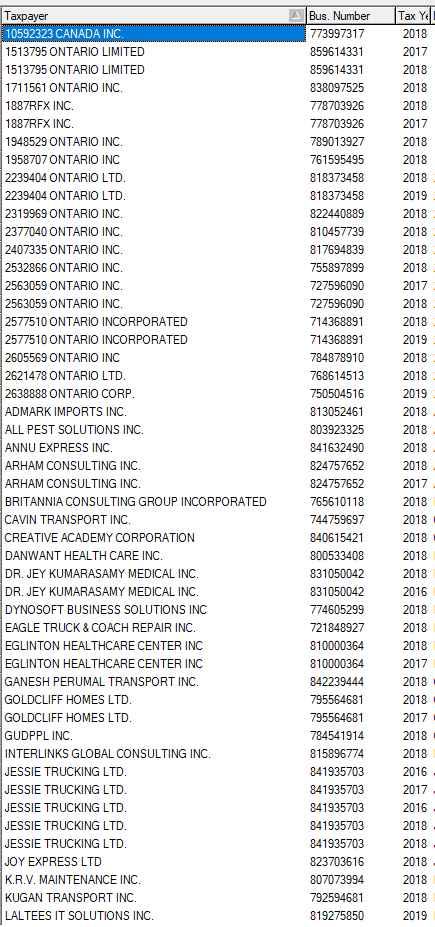 Taxpayer Bus. Number Tax Ye
10592323 CANADA INC. 773997317 2018
1513795 ONTARIO LIMITED 859614331 2017
1513795 ONTARIO LIMITED 859614331 2018
1711561 ONTARIO INC. 838097525 2018
1887RFX INC. 778703926 2018
1887RFX INC. 778703926 2017
1948529 ONTARIO INC. 789013927 2018
1958707 ONTARIO INC 761595495 2018
2239404 ONTARIO LTD. 818373458 2018
2239404 ONTARIO LTD. 818373458 2019
2319969 ONTARIO INC. 822440889 2018
2377040 ONTARIO INC. 810457739 2018
2407335 ONTARIO INC. 817694839 2018
2532866 ONTARIO INC. 755897899 2018
2563059 ONTARIO INC. 727596090 2017
2563059 ONTARIO INC. 727596090 2018
2577510 ONTARIO INCORPORATED 714368891 2018
2577510 ONTARIO INCORPORATED 714368891 2019
2605569 ONTARIO INC 784878910 2018
2621478 ONTARIO LTD. 768614513 2018
2638888 ONTARIO CORP. 750504516 2019
ADMARK IMPORTS INC. 813052461 2018
ALL PEST SOLUTIONS INC. 803923325 2018
ANNU EXPRESS INC. 841632490 2018
ARHAM CONSULTING INC. 824757652 2018
ARHAM CONSULTING INC. 824757652 2017
BRITANNIA CONSULTING GROUP INCORPORATED 765610118 2018
CAVIN TRANSPORT INC. 744759697 2018
CREATIVE ACADEMY CORPORATION 840615421 2018
DANWANT HEALTH CARE INC. 800533408 2018
DR. JEY KUMARASAMY MEDICAL INC. 831050042 2018
DR. JEY KUMARASAMY MEDICAL INC. 831050042 2016
DYNOSOFT BUSINESS SOLUTIONS INC 774605299 2018
EAGLE TRUCK & COACH REPAIR INC. 721848927 2018
EGLINTON HEALTHCARE CENTER INC 810000364 2018
EGLINTON HEALTHCARE CENTER INC 810000364 2017
GANESH PERUMAL TRANSPORT INC. 842239444 2018
GOLDCLIFF HOMES LTD. 795564681 2018
GOLDCLIFF HOMES LTD. 795564681 2017
GUDPPL INC. 784541914 2018
INTERLINKS GLOBAL CONSULTING INC. 815896774 2018
JESSIE TRUCKING LTD. 841935703 2016
JESSIE TRUCKING LTD. 841935703 2017
JESSIE TRUCKING LTD. 841935703 2016
JESSIE TRUCKING LTD. 841935703 2018
JESSIE TRUCKING LTD. 841935703 2018
JOY EXPRESS LTD 823703616 2018
K.R.V. MAINTENANCE INC. 807073994 2018
KUGAN TRANSPORT INC. 792594681 2018
LALTEES IT SOLUTIONS INC. 819275850 2019